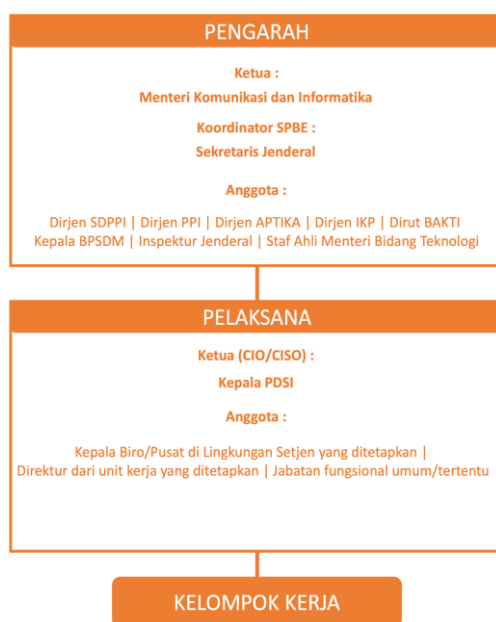 PENGARAH
Ketua :
Menteri Komunikasi dan Informatika
Koordinator SPBE :
Sekretaris Jenderal
Anggota :
Dirjen SDPPI | Dirjen PPI | Dirjen APTIKA | Dirjen IKP | Dirut BAKTI
Kepala BPSDM | Inspektur Jenderal | Staf Ahli Menteri Bidang Teknologi
PELAKSANA
Ketua (CIO/CISO) :
Kepala PDSI
Anggota :
Kepala Biro/Pusat di Lingkungan Setjen yang ditetapkan |
Direktur dari unit kerja yang ditetapkan | Jabatan fungsional umum/tertentu
KELOMPOK KERJA